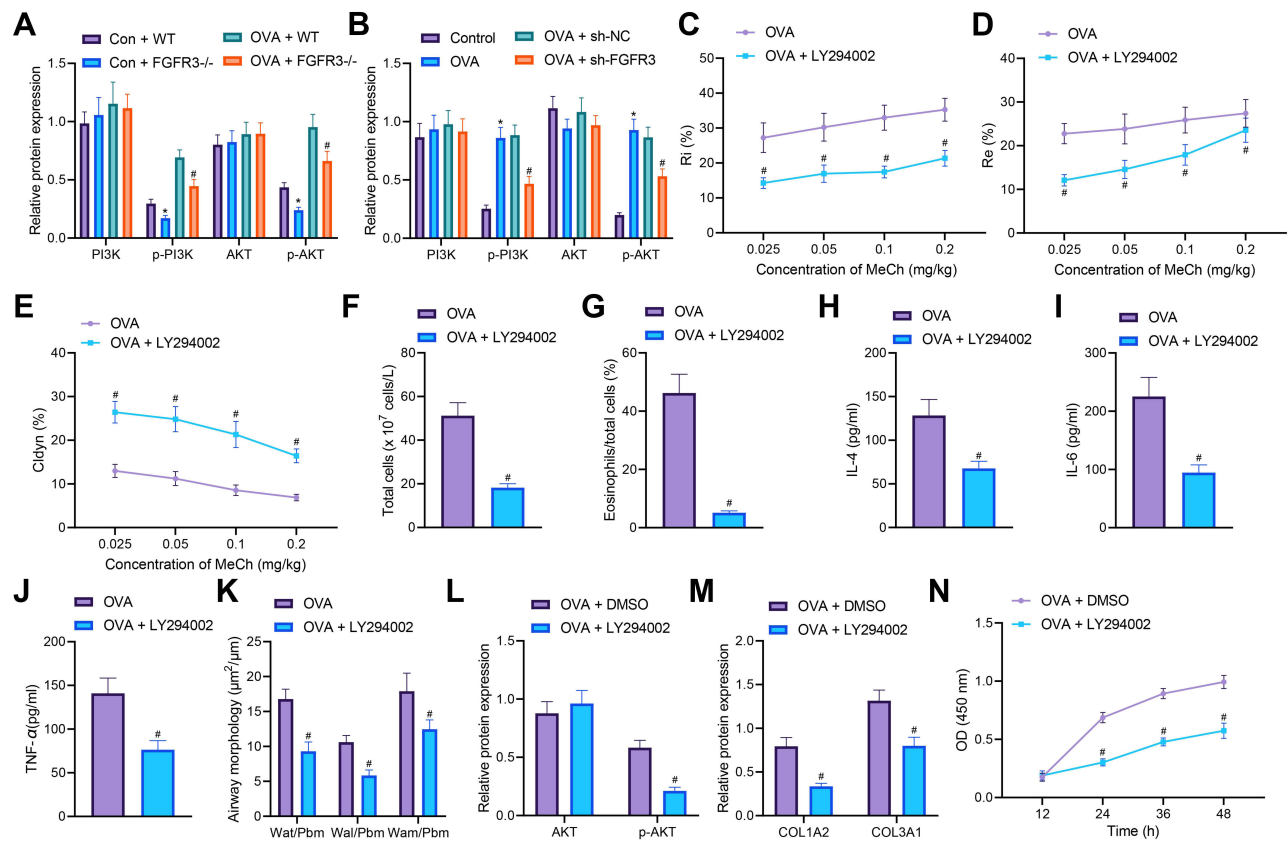 A
Con + WT
OVA + WT
Con + FGFR3-/-
OVA + FGFR3-/-
Relative protein expression
1.5
1.0
0.5
0.0
*
#
*
#
PI3K
p-PI3K
AKT
p-AKT
B
Control
OVA + sh-NC
OVA
OVA + sh-FGFR3
Relative protein expression
1.5
1.0
0.5
0.0
*
#
*
#
PI3K
p-PI3K
AKT
p-AKT
C
OVA
OVA + LY294002
Ri (%)
50
40
30
20
10
0
#
#
#
#
0.025
0.05
0.1
0.2
Concentration of MeCh (mg/kg)
D
OVA
OVA + LY294002
Re (%)
40
30
20
10
0
#
#
#
#
0.025
0.05
0.1
0.2
Concentration of MeCh (mg/kg)
E
OVA
OVA + LY294002
Cldyn (%)
40
30
20
10
0
#
#
#
#
0.025
0.05
0.1
0.2
Concentration of MeCh (mg/kg)
F
OVA
OVA + LY294002
Total cells (x 10⁷ cells/L)
80
60
40
20
0
#
G
OVA
OVA + LY294002
Eosinophils/total cells (%)
60
40
20
0
#
H
OVA
OVA + LY294002
IL-4 (pg/ml)
200
150
100
50
0
#
I
OVA
OVA + LY294002
IL-6 (pg/ml)
300
200
100
0
#
J
OVA
OVA + LY294002
TNF-α(pg/ml)
200
150
100
50
0
#
K
OVA
OVA + LY294002
Airway morphology (μm²/μm)
25
20
15
10
5
0
#
#
#
Wat/Pbm
Wal/Pbm
Wam/Pbm
L
OVA + DMSO
OVA + LY294002
Relative protein expression
1.5
1.0
0.5
0.0
#
AKT
p-AKT
M
OVA + DMSO
OVA + LY294002
Relative protein expression
2.0
1.5
1.0
0.5
0.0
#
#
COL1A2
COL3A1
N
OVA + DMSO
OVA + LY294002
OD (450 nm)
1.5
1.0
0.5
0.0
#
#
#
12
24
36
48
Time (h)